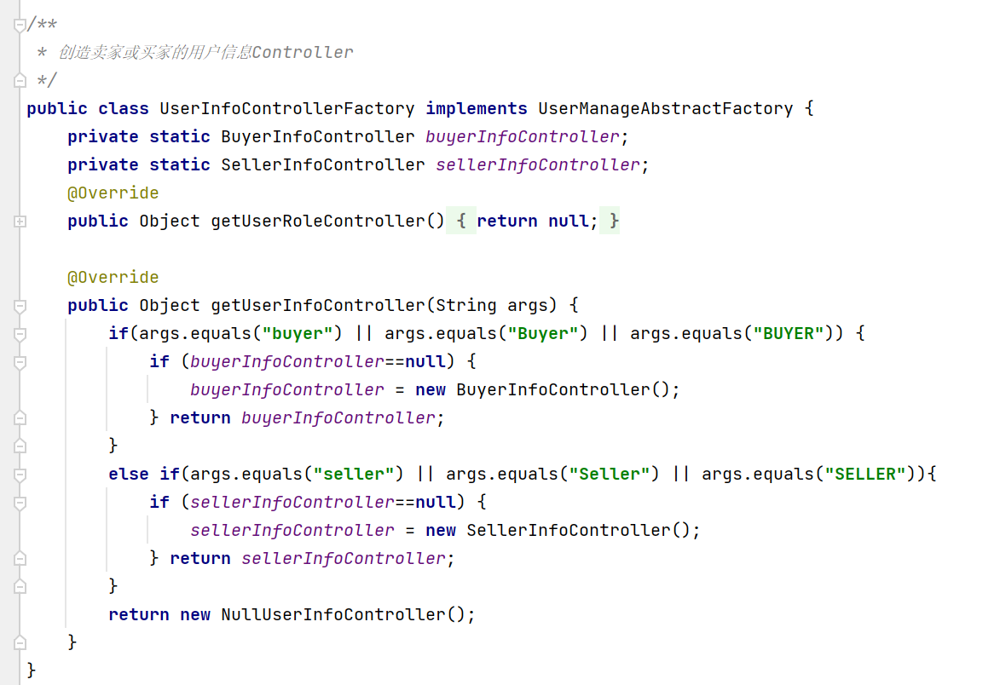 /**
 * 创造卖家或买家的用户信息Controller
 */
public class UserInfoControllerFactory implements UserManageAbstractFactory {
    private static BuyerInfoController buyerInfoController;
    private static SellerInfoController sellerInfoController;
    @Override
    public Object getUserRoleController() { return null; }
    @Override
    public Object getUserInfoController(String args) {
        if(args.equals("buyer") || args.equals("Buyer") || args.equals("BUYER")) {
            if (buyerInfoController==null) {
                buyerInfoController = new BuyerInfoController();
            } return buyerInfoController;
        }
        else if(args.equals("seller") || args.equals("Seller") || args.equals("SELLER")){
            if (sellerInfoController==null) {
                sellerInfoController = new SellerInfoController();
            } return sellerInfoController;
        }
        return new NullUserInfoController();
    }
}